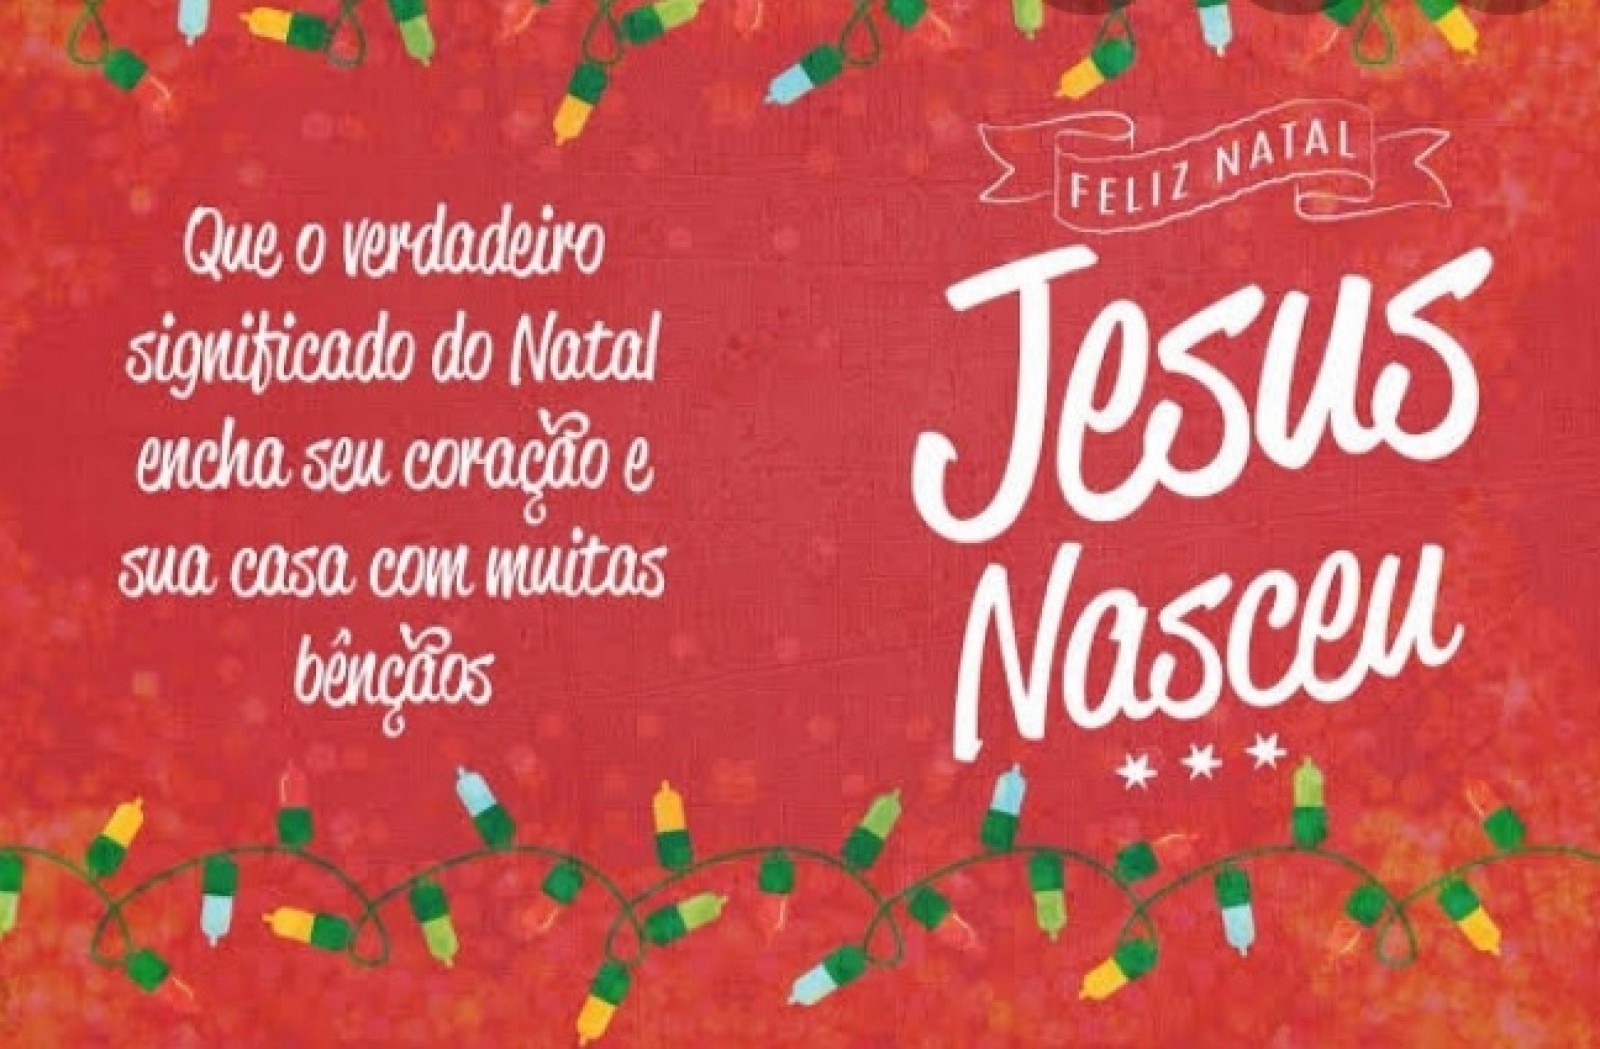 Que o verdadeiro
significado do Natal
encha seu coração e
sua casa com muitas
bênçãos
FELIZ NATAL
Jesus
Nasceu